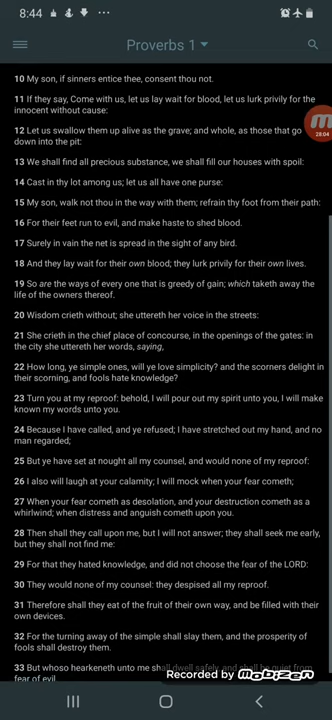 8:44
Proverbs 1
10 My son, if sinners entice thee, consent thou not.
11 If they say, Come with us, let us lay wait for blood, let us lurk privily for the
innocent without cause:
12 Let us swallow them up alive as the grave; and whole, as those that go
down into the pit:
28:04
13 We shall find all precious substance, we shall fill our houses with spoil:
14 Cast in thy lot among us; let us all have one purse:
15 My son, walk not thou in the way with them; refrain thy foot from their path:
16 For their feet run to evil, and make haste to shed blood.
17 Surely in vain the net is spread in the sight of any bird.
18 And they lay wait for their own blood; they lurk privily for their own lives.
19 So are the ways of every one that is greedy of gain; which taketh away the
life of the owners thereof.
20 Wisdom crieth without; she uttereth her voice in the streets:
21 She crieth in the chief place of concourse, in the openings of the gates: in
the city she uttereth her words, saying,
22 How long, ye simple ones, will ye love simplicity? and the scorners delight in
their scorning, and fools hate knowledge?
23 Turn you at my reproof: behold, I will pour out my spirit unto you, I will make
known my words unto you.
24 Because I have called, and ye refused; I have stretched out my hand, and no
man regarded;
25 But ye have set at nought all my counsel, and would none of my reproof:
26 I also will laugh at your calamity; I will mock when your fear cometh;
27 When your fear cometh as desolation, and your destruction cometh as a
whirlwind; when distress and anguish cometh upon you.
28 Then shall they call upon me, but I will not answer; they shall seek me early,
but they shall not find me:
29 For that they hated knowledge, and did not choose the fear of the LORD:
30 They would none of my counsel: they despised all my reproof.
31 Therefore shall they eat of the fruit of their own way, and be filled with their
own devices.
32 For the turning away of the simple shall slay them, and the prosperity of
fools shall destroy them.
33 But whoso hearkeneth unto me shall dwell safely, and shall be quiet from
fear of evil.
Recorded by Mobizen